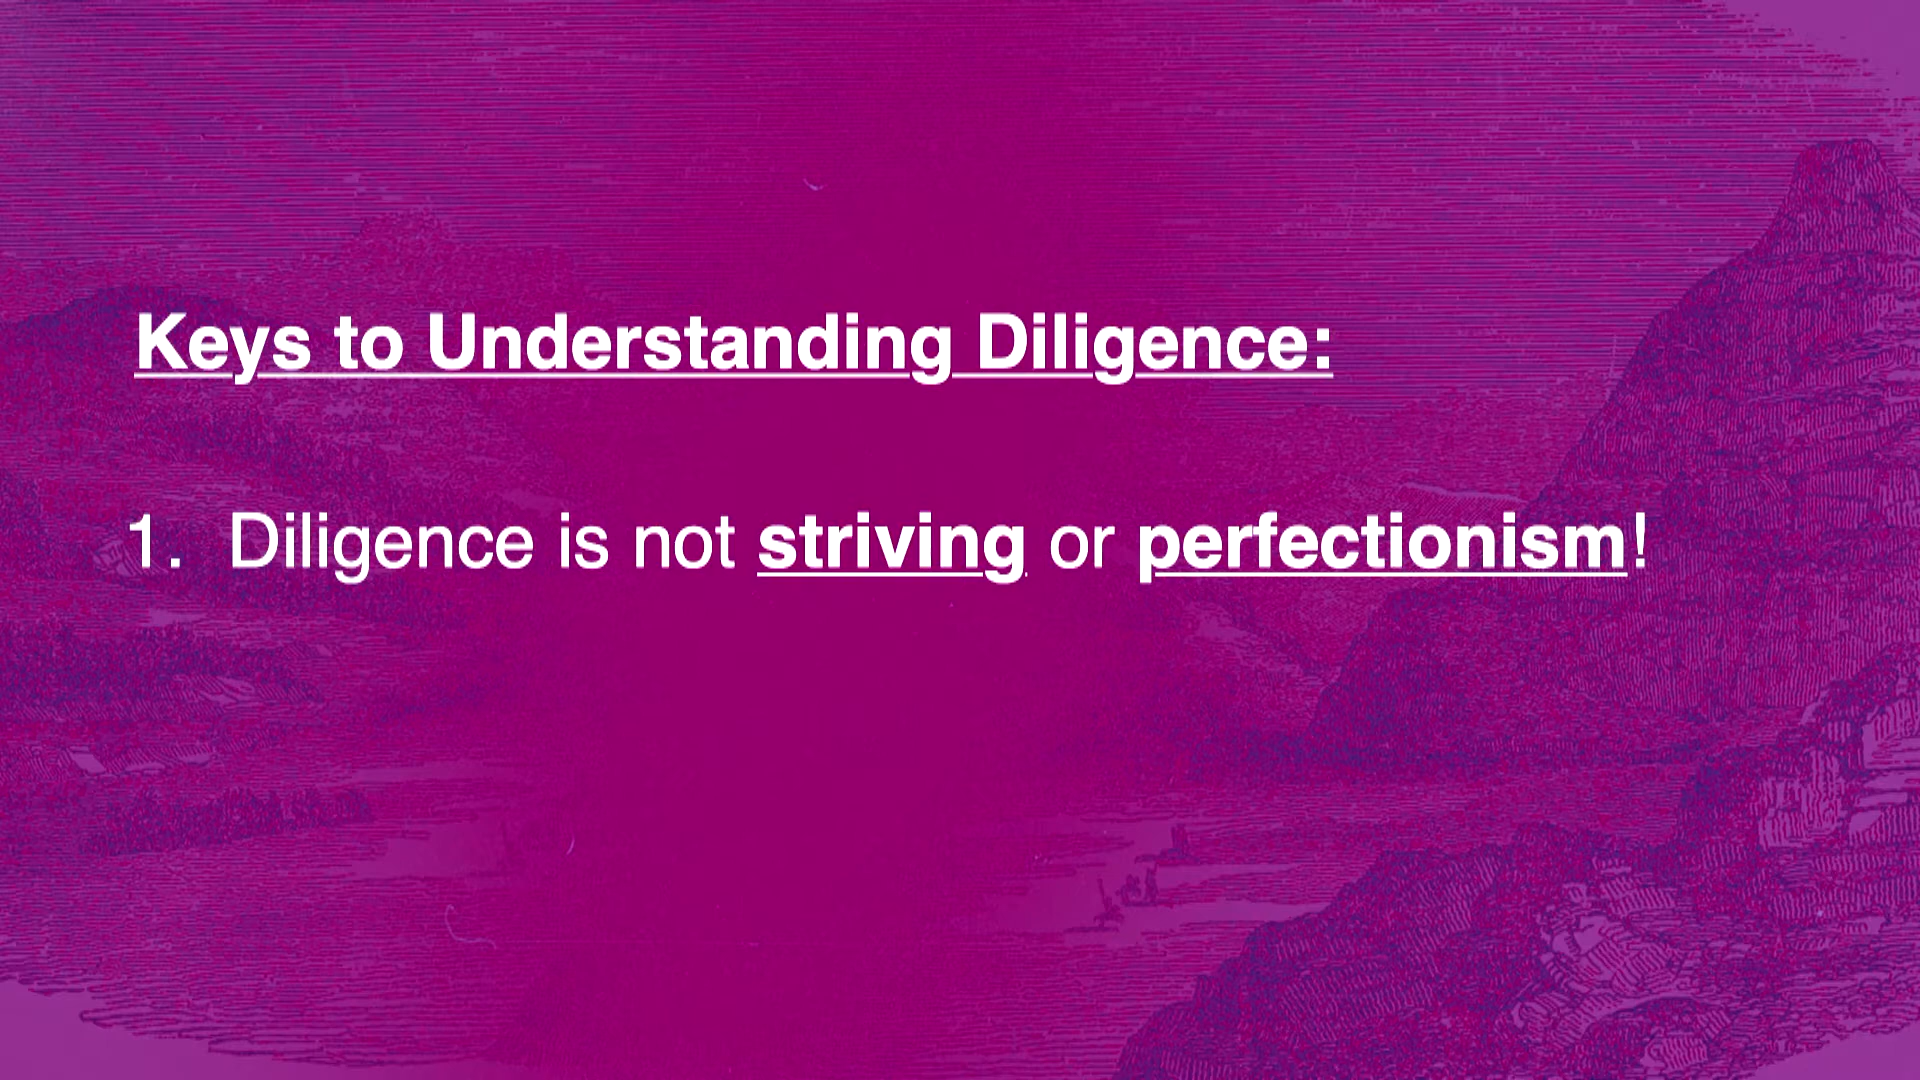 Keys to Understanding Diligence:
1. Diligence is not striving or perfectionism!